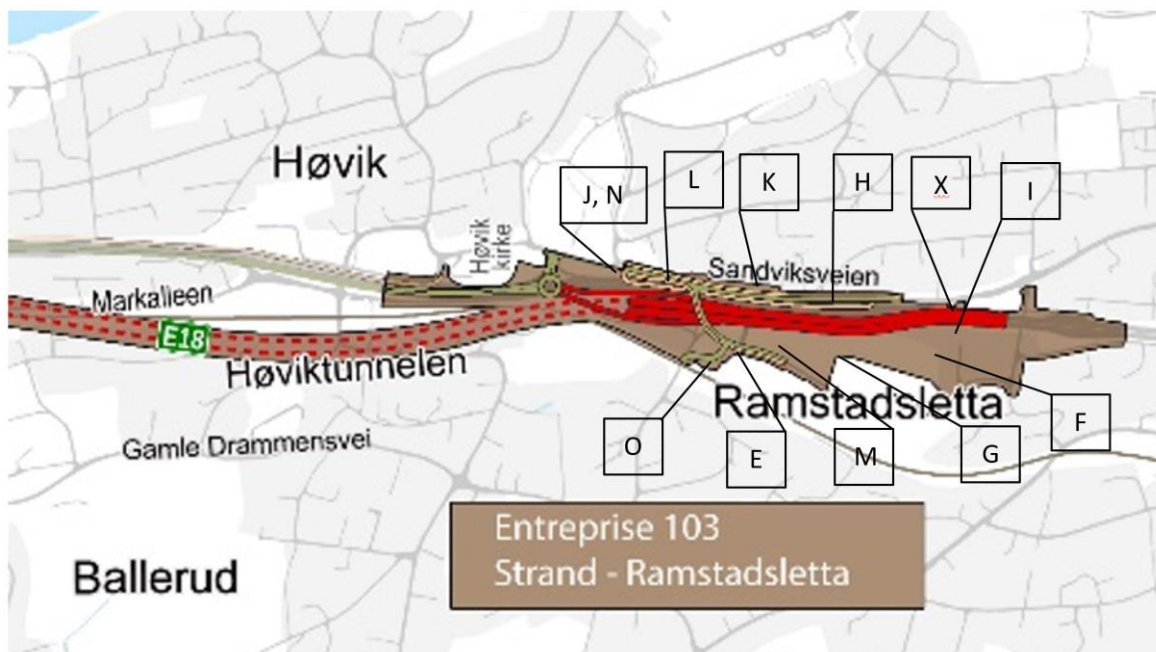 Høvik
J, N
L
K
H
X
I
Høvik
kirke
Sandviksveien
Markalleen
E18
Høviktunnelen
Ramstadsletta
Gamle Drammensvei
O
E
M
G
F
Entreprise 103
Strand - Ramstadsletta
Ballerud